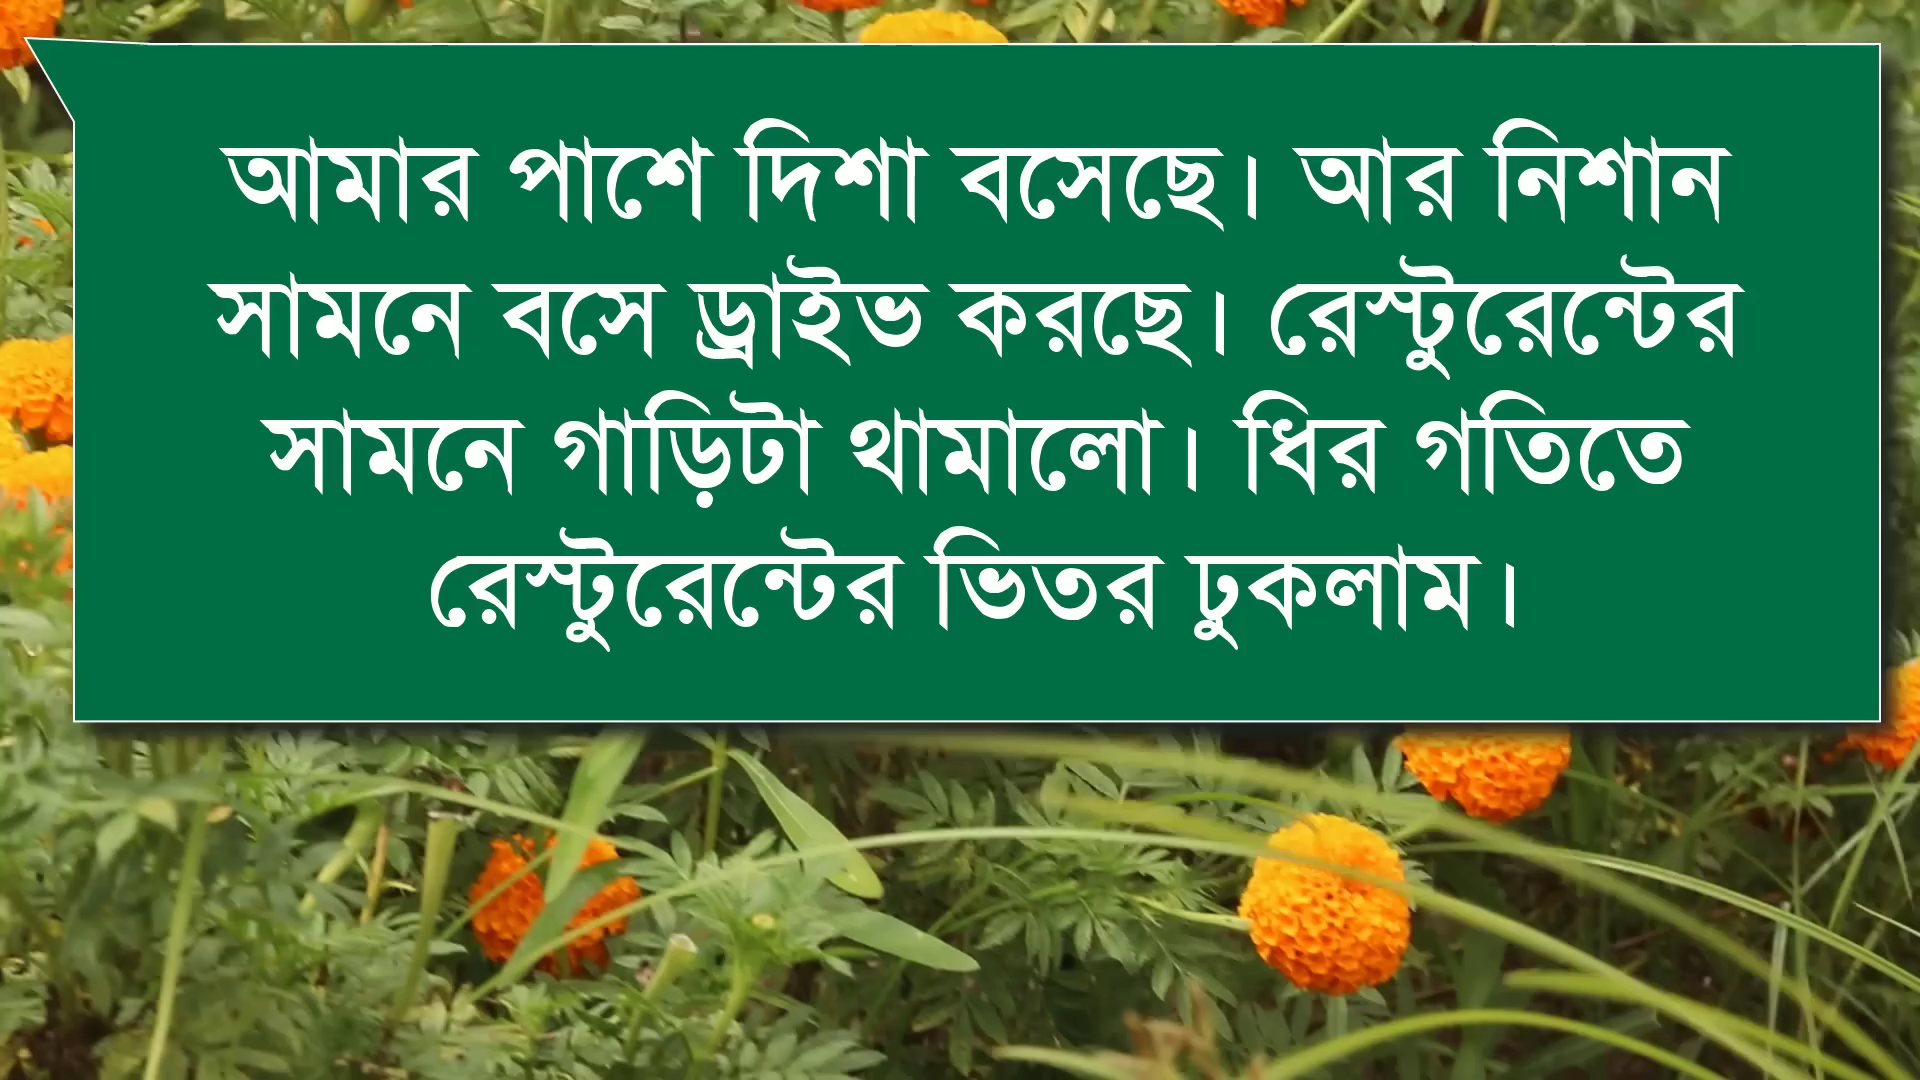 আমার পাশে দিশা বসেছে। আর নিশান
সামনে বসে ড্রাইভ করছে। রেস্টুরেন্টের
সামনে গাড়িটা থামালো। ধির গতিতে
রেস্টুরেন্টের ভিতর ঢুকলাম।